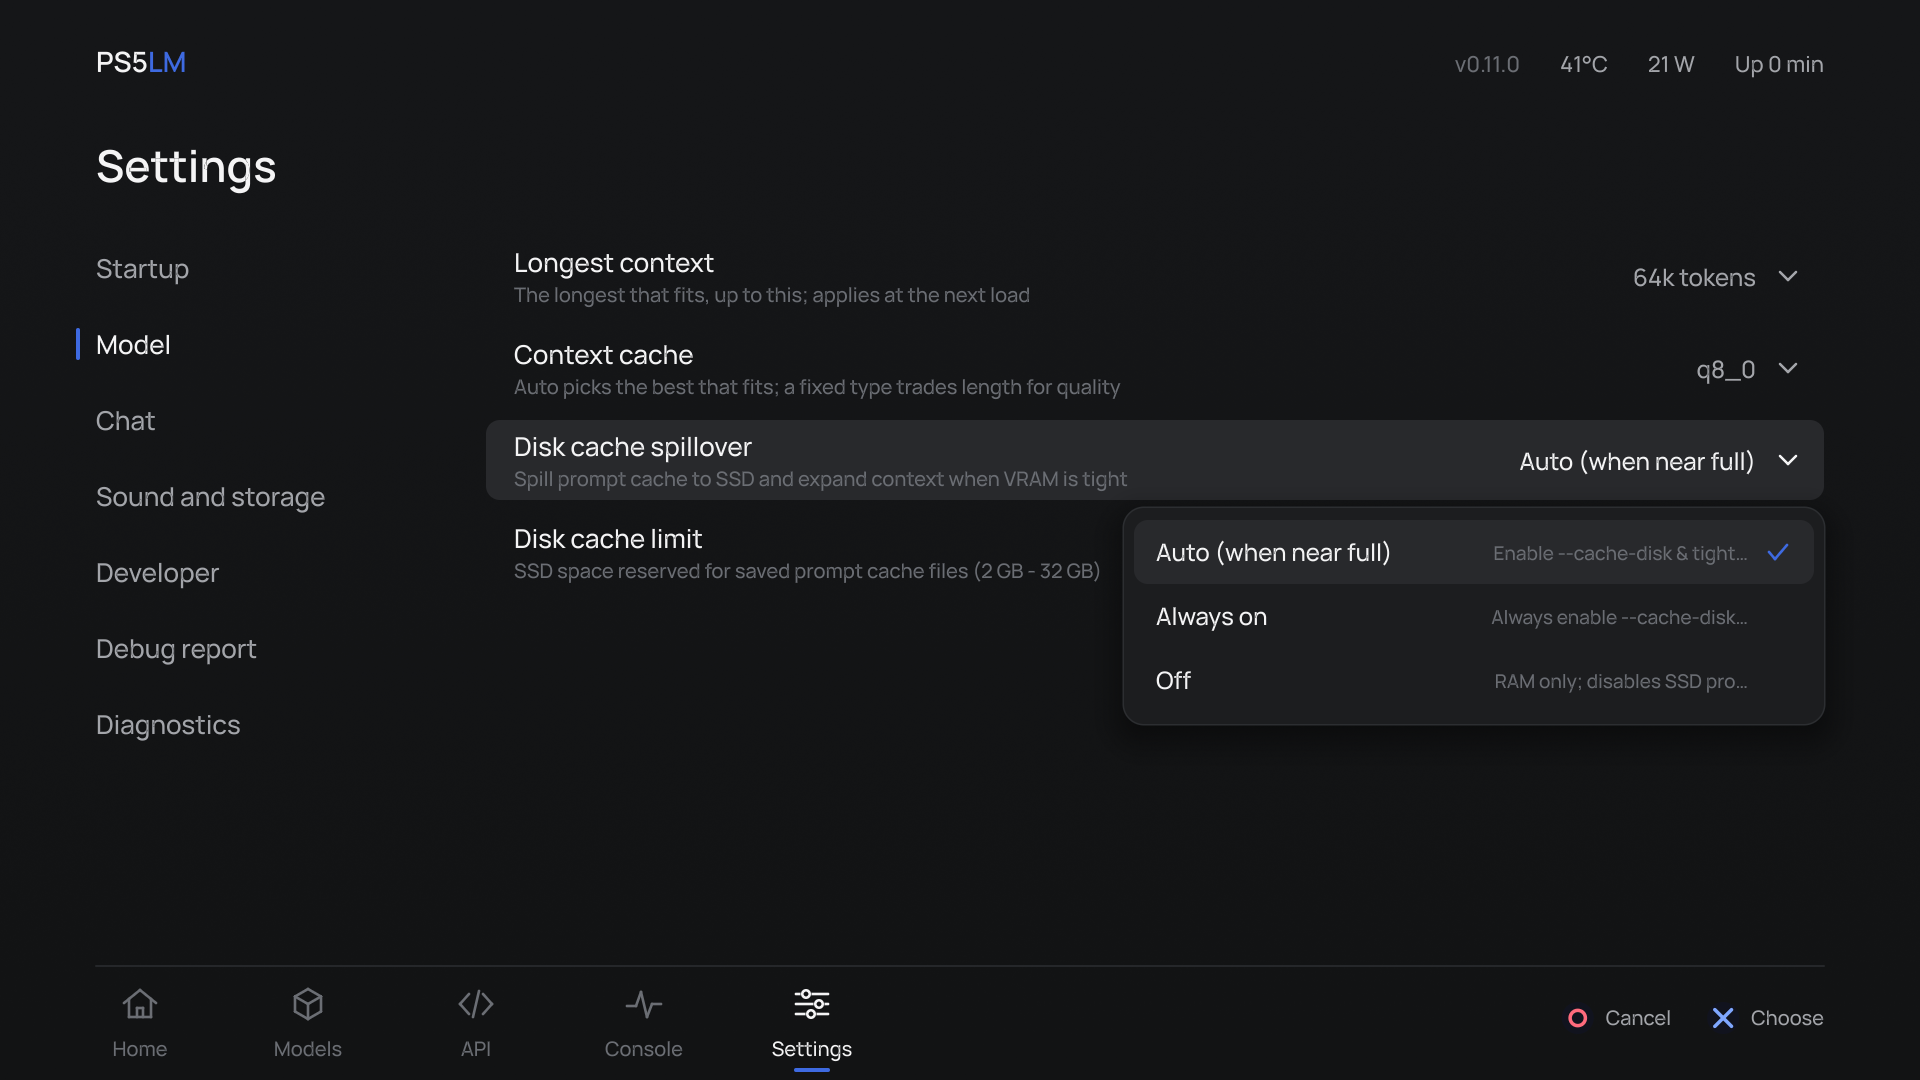 PS5LM
v0.11.0 41°C 21 W Up 0 min
Settings
Startup
Model
Chat
Sound and storage
Developer
Debug report
Diagnostics
Longest context
The longest that fits, up to this; applies at the next load
64k tokens
Context cache
Auto picks the best that fits; a fixed type trades length for quality
q8_0
Disk cache spillover
Spill prompt cache to SSD and expand context when VRAM is tight
Auto (when near full)
Disk cache limit
SSD space reserved for saved prompt cache files (2 GB - 32 GB)
Auto (when near full) Enable --cache-disk & tight...
Always on Always enable --cache-disk...
Off RAM only; disables SSD pro...
Home
Models
API
Console
Settings
Cancel
Choose